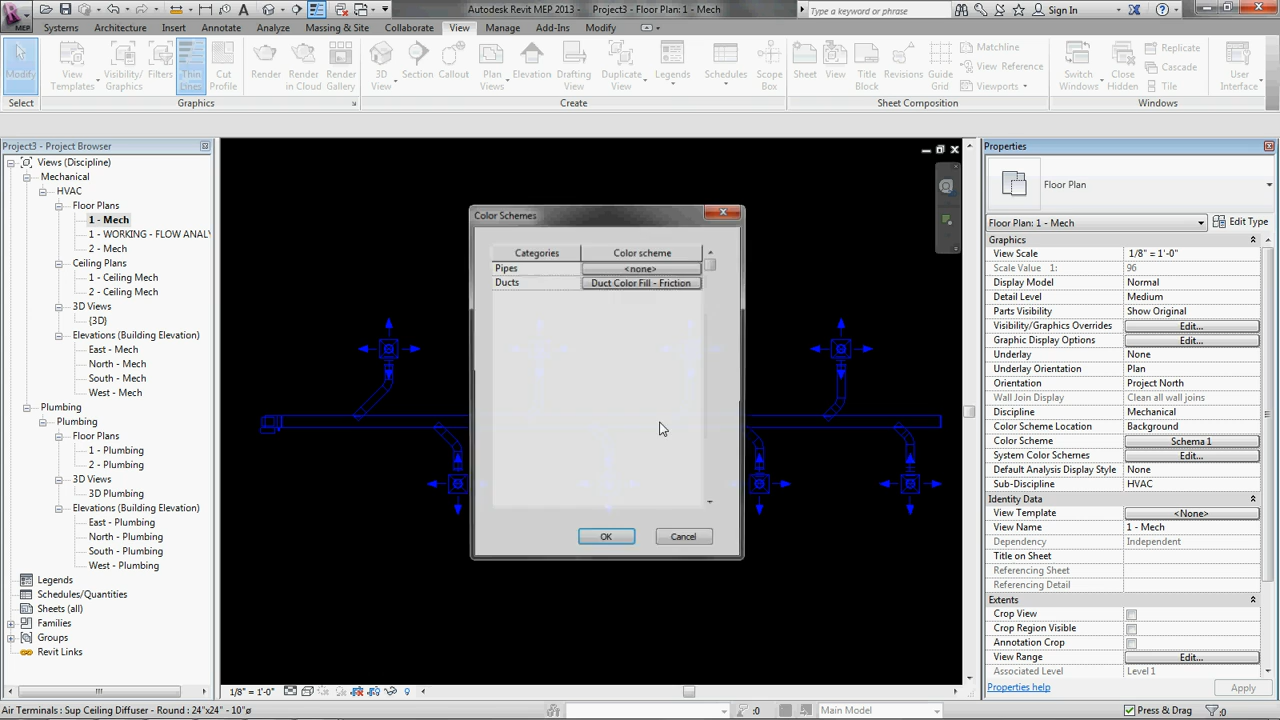 Autodesk Revit MEP 2013 - Project3 - Floor Plan: 1 - Mech
Type a keyword or phrase
Sign In
MEP
Systems Architecture Insert Annotate Analyze Massing & Site Collaborate View Manage Add-Ins Modify
Modify
View Templates
Visibility/ Graphics
Filters
Thin Lines
Cut Profile
Render
Render in Cloud
Render Gallery
3D View
Section
Callout
Plan Views
Elevation
Drafting View
Duplicate View
Legends
Schedules
Scope Box
Sheet
View
Title Block
Revisions
Guide Grid
Matchline
View Reference
Viewports
Switch Windows
Close Hidden
Replicate
Cascade
Tile
User Interface
Select
Graphics
Create
Sheet Composition
Windows
Project3 - Project Browser
Views (Discipline)
Mechanical
HVAC
Floor Plans
1 - Mech
1 - WORKING - FLOW ANAL
2 - Mech
Ceiling Plans
1 - Ceiling Mech
2 - Ceiling Mech
3D Views
{3D}
Elevations (Building Elevation)
East - Mech
North - Mech
South - Mech
West - Mech
Plumbing
Plumbing
Floor Plans
1 - Plumbing
2 - Plumbing
3D Views
3D Plumbing
Elevations (Building Elevation)
East - Plumbing
North - Plumbing
South - Plumbing
West - Plumbing
Legends
Schedules/Quantities
Sheets (all)
Families
Groups
Revit Links
Color Schemes
Categories Color scheme
Pipes <none>
Ducts Duct Color Fill - Friction
OK Cancel
Properties
Floor Plan
Floor Plan: 1 - Mech Edit Type
Graphics
View Scale 1/8" = 1'-0"
Scale Value 1: 96
Display Model Normal
Detail Level Medium
Parts Visibility Show Original
Visibility/Graphics Overrides Edit...
Graphic Display Options Edit...
Underlay None
Underlay Orientation Plan
Orientation Project North
Wall Join Display Clean all wall joins
Discipline Mechanical
Color Scheme Location Background
Color Scheme Schema 1
System Color Schemes Edit...
Default Analysis Display Style None
Sub-Discipline HVAC
Identity Data
View Template <None>
View Name 1 - Mech
Dependency Independent
Title on Sheet
Referencing Sheet
Referencing Detail
Extents
Crop View
Crop Region Visible
Annotation Crop
View Range Edit...
Associated Level Level 1
Properties help Apply
1/8" = 1'-0"
Air Terminals : Sup Ceiling Diffuser - Round : 24"x24" - 10"ø
:0
Main Model
Press & Drag
:0